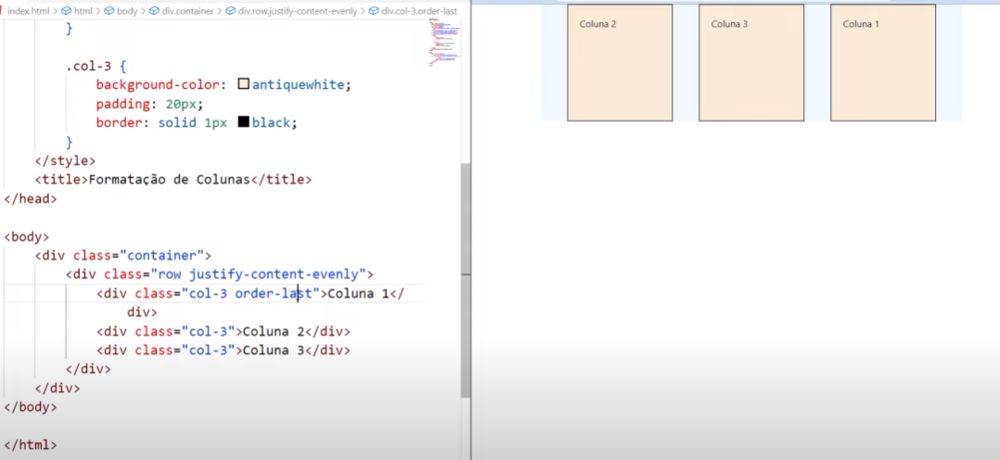 index.html > html > body > div.container > div.row.justify-content-evenly > div.col-3.order-last
}
.col-3 {
background-color: antiquewhite;
padding: 20px;
border: solid 1px black;
}
</style>
<title>Formatação de Colunas</title>
</head>
<body>
<div class="container">
<div class="row justify-content-evenly">
<div class="col-3 order-last">Coluna 1</
div>
<div class="col-3">Coluna 2</div>
<div class="col-3">Coluna 3</div>
</div>
</div>
</body>
</html>
Coluna 2 Coluna 3 Coluna 1